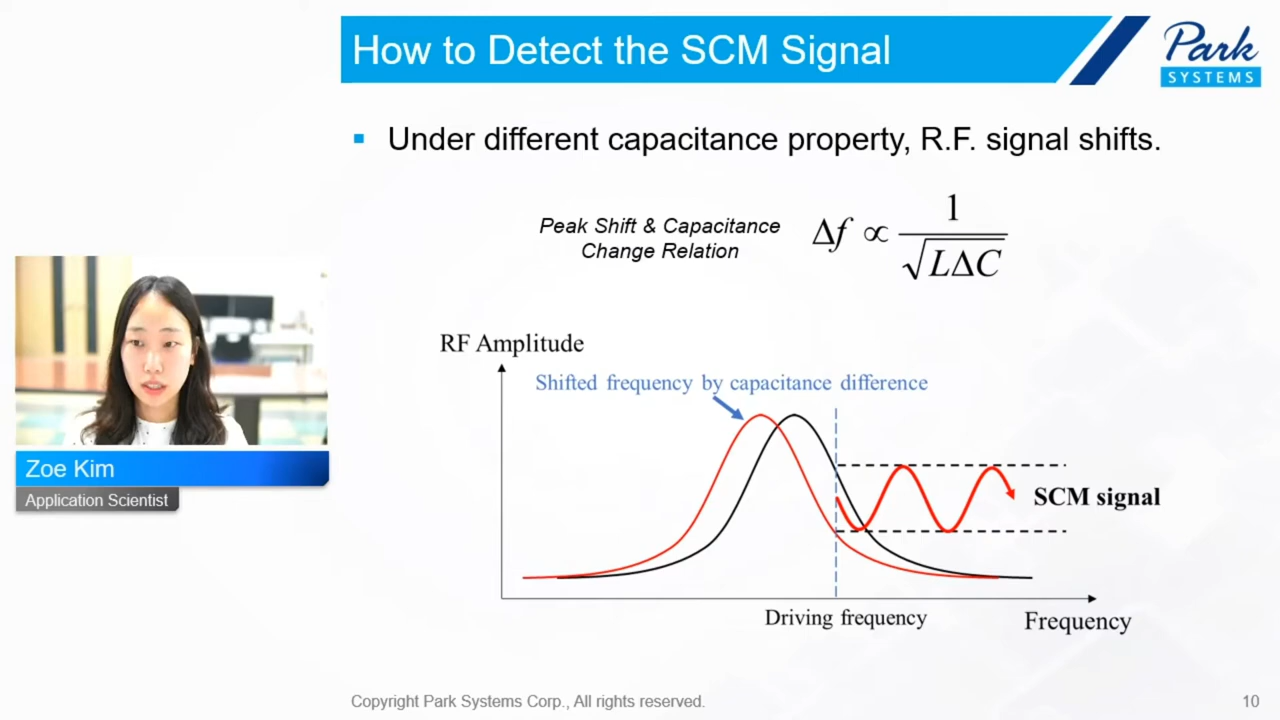 How to Detect the SCM Signal
Park
SYSTEMS
▪ Under different capacitance property, R.F. signal shifts.
Peak Shift & Capacitance
Change Relation
Δf ∝ 1/√(LΔC)
RF Amplitude
Shifted frequency by capacitance difference
SCM signal
Driving frequency
Frequency
Zoe Kim
Application Scientist
Copyright Park Systems Corp., All rights reserved.
10